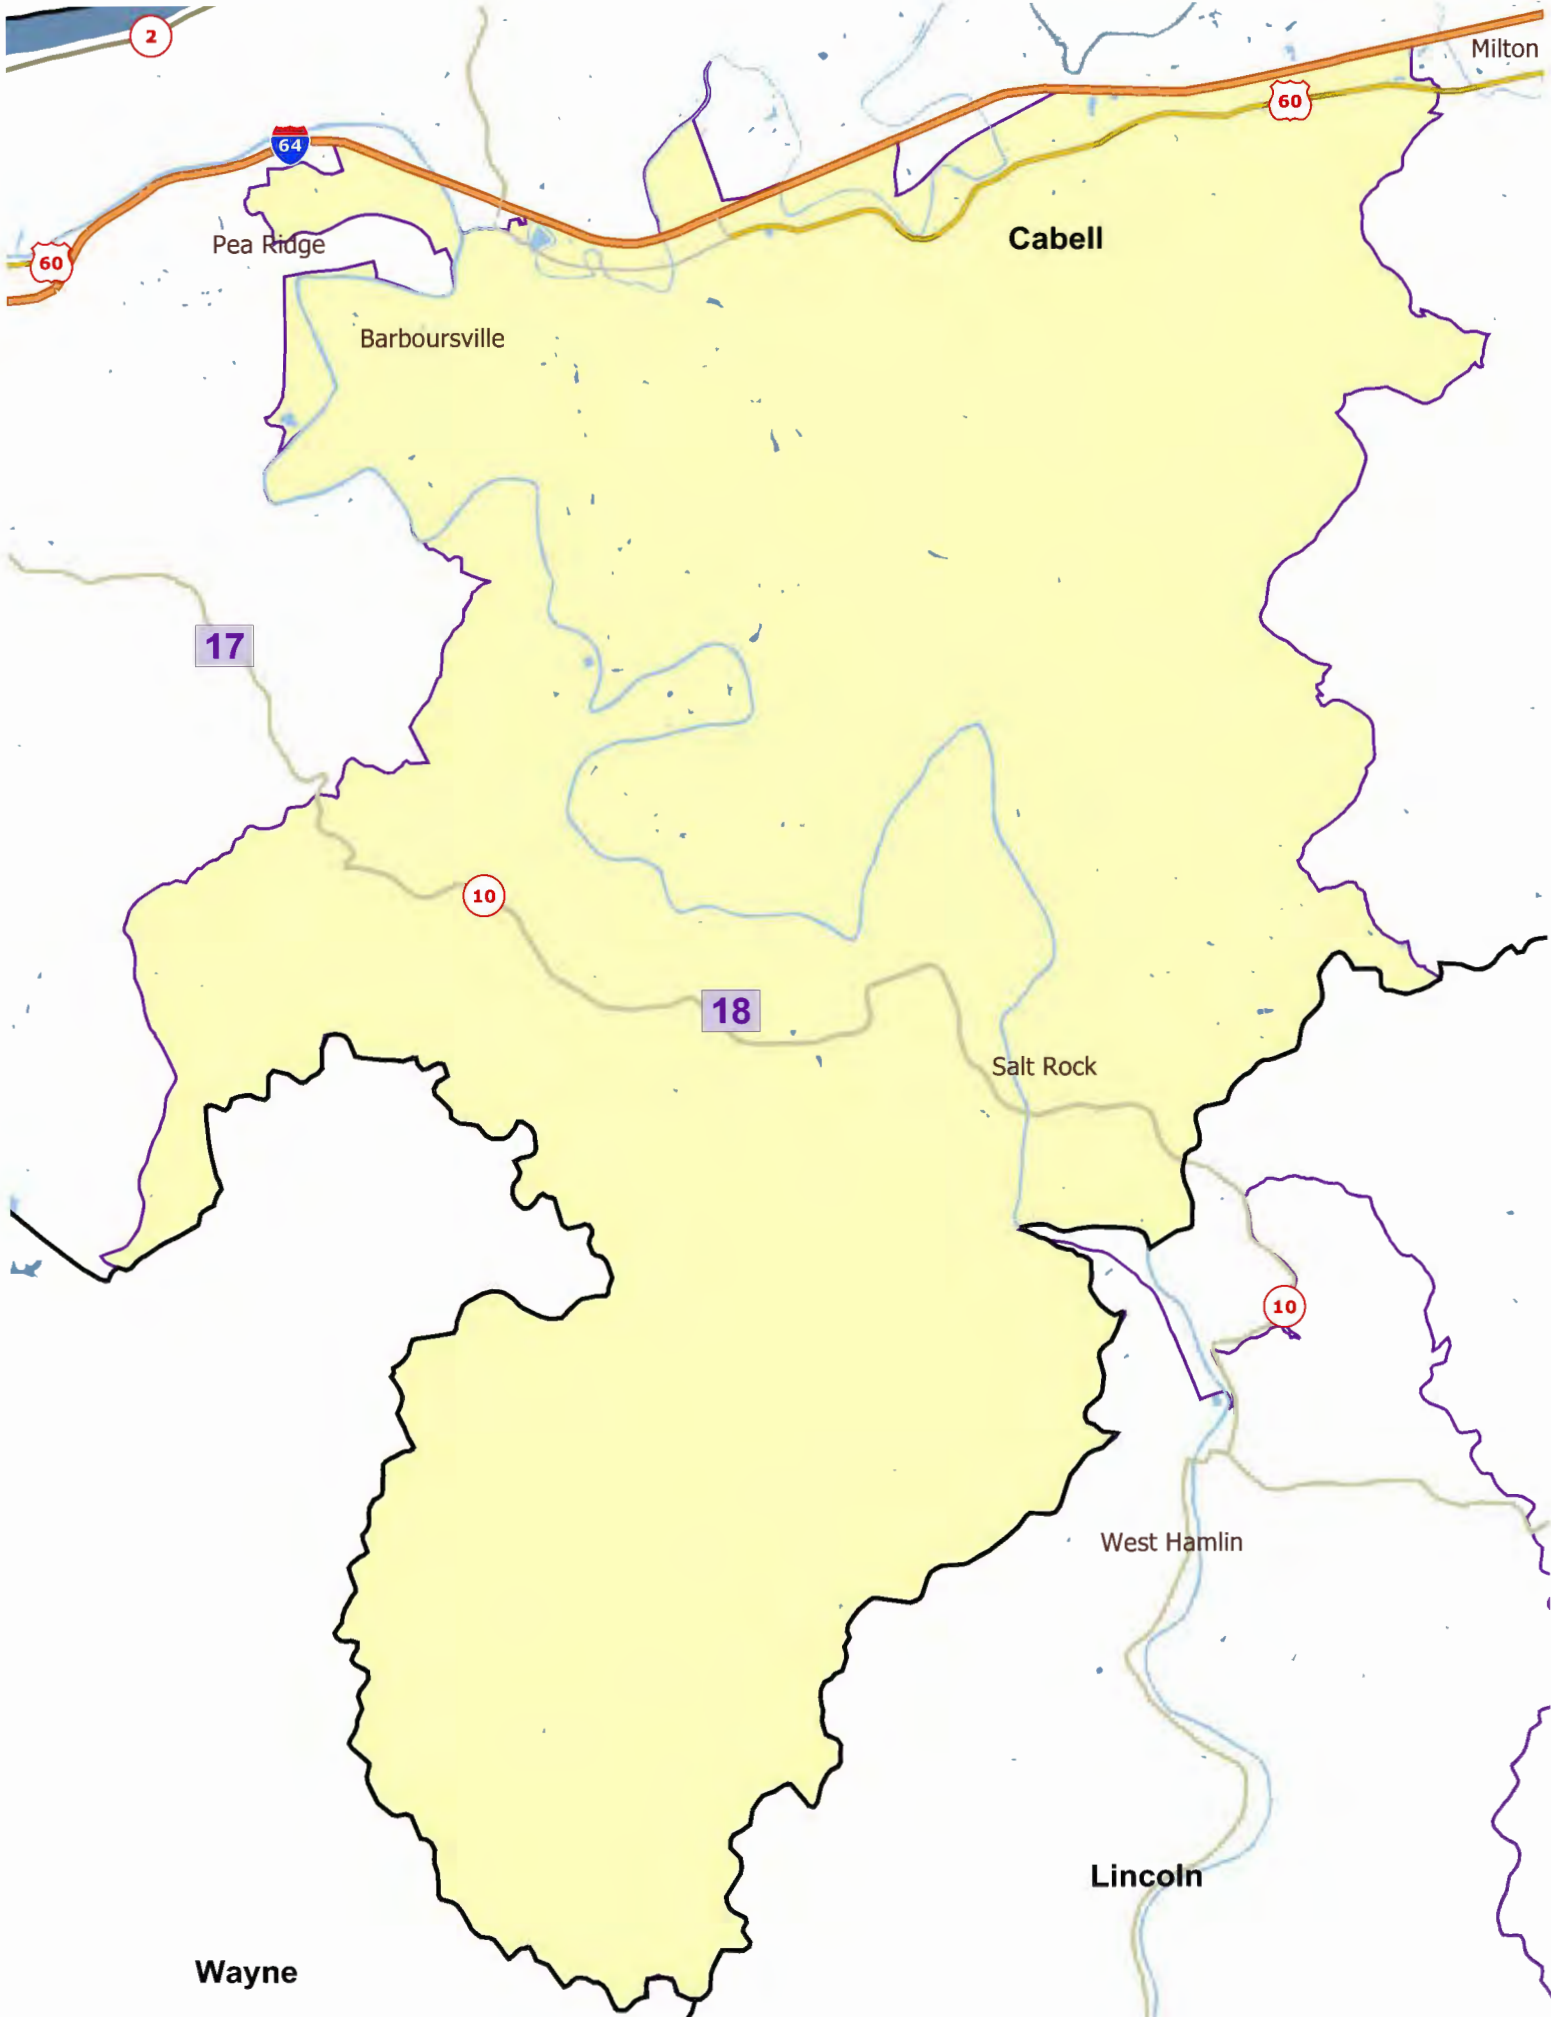 2
Milton
60
64
60
Pea Ridge
Cabell
Barboursville
17
10
18
Salt Rock
10
West Hamlin
Lincoln
Wayne